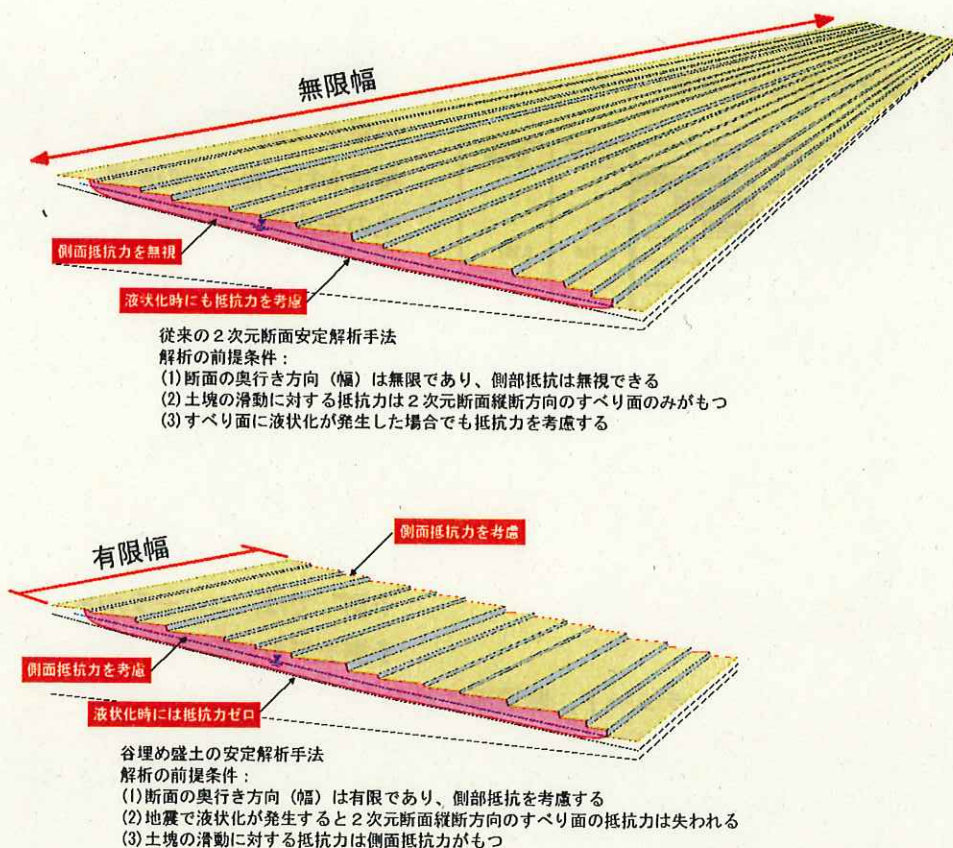 無限幅
側面抵抗力を無視
液状化時にも抵抗力を考慮
従来の２次元断面安定解析手法
解析の前提条件：
(1)断面の奥行き方向（幅）は無限であり、側部抵抗は無視できる
(2)土塊の滑動に対する抵抗力は２次元断面縦断方向のすべり面のみがもつ
(3)すべり面に液状化が発生した場合でも抵抗力を考慮する
側面抵抗力を考慮
有限幅
側面抵抗力を考慮
液状化時には抵抗力ゼロ
谷埋め盛土の安定解析手法
解析の前提条件：
(1)断面の奥行き方向（幅）は有限であり、側部抵抗を考慮する
(2)地震で液状化が発生すると２次元断面縦断方向のすべり面の抵抗力は失われる
(3)土塊の滑動に対する抵抗力は側面抵抗力がもつ